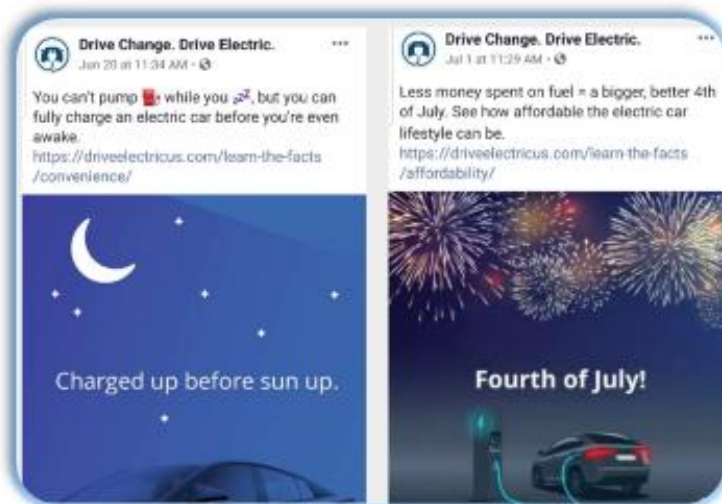 Drive Change. Drive Electric.
Jun 20 at 11:34 AM ·
You can't pump ⛽ while you 💤, but you can
fully charge an electric car before you're even
awake.
https://driveelectricus.com/learn-the-facts
/convenience/
Charged up before sun up.
Drive Change. Drive Electric.
Jul 1 at 11:29 AM ·
Less money spent on fuel = a bigger, better 4th
of July. See how affordable the electric car
lifestyle can be.
https://driveelectricus.com/learn-the-facts
/affordability/
Fourth of July!